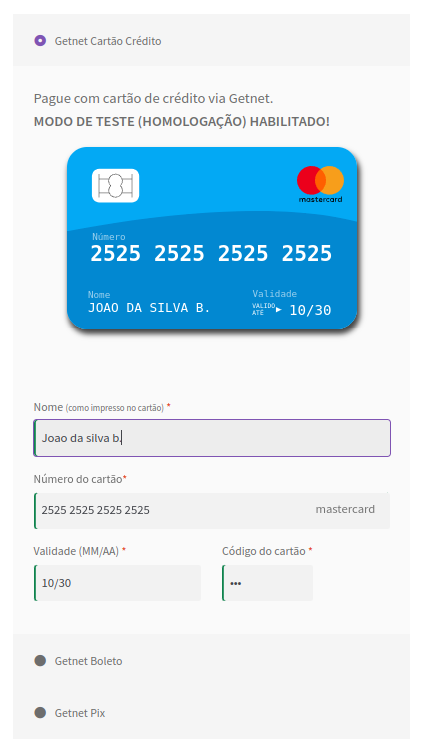 Getnet Cartão Crédito
Pague com cartão de crédito via Getnet.
MODO DE TESTE (HOMOLOGAÇÃO) HABILITADO!
mastercard
Número
2525 2525 2525 2525
Nome
Validade
JOAO DA SILVA B.
VALIDO ATÉ
10/30
Nome (como impresso no cartão) *
Joao da silva b.
Número do cartão*
2525 2525 2525 2525 mastercard
Validade (MM/AA) * Código do cartão *
10/30 •••
Getnet Boleto
Getnet Pix